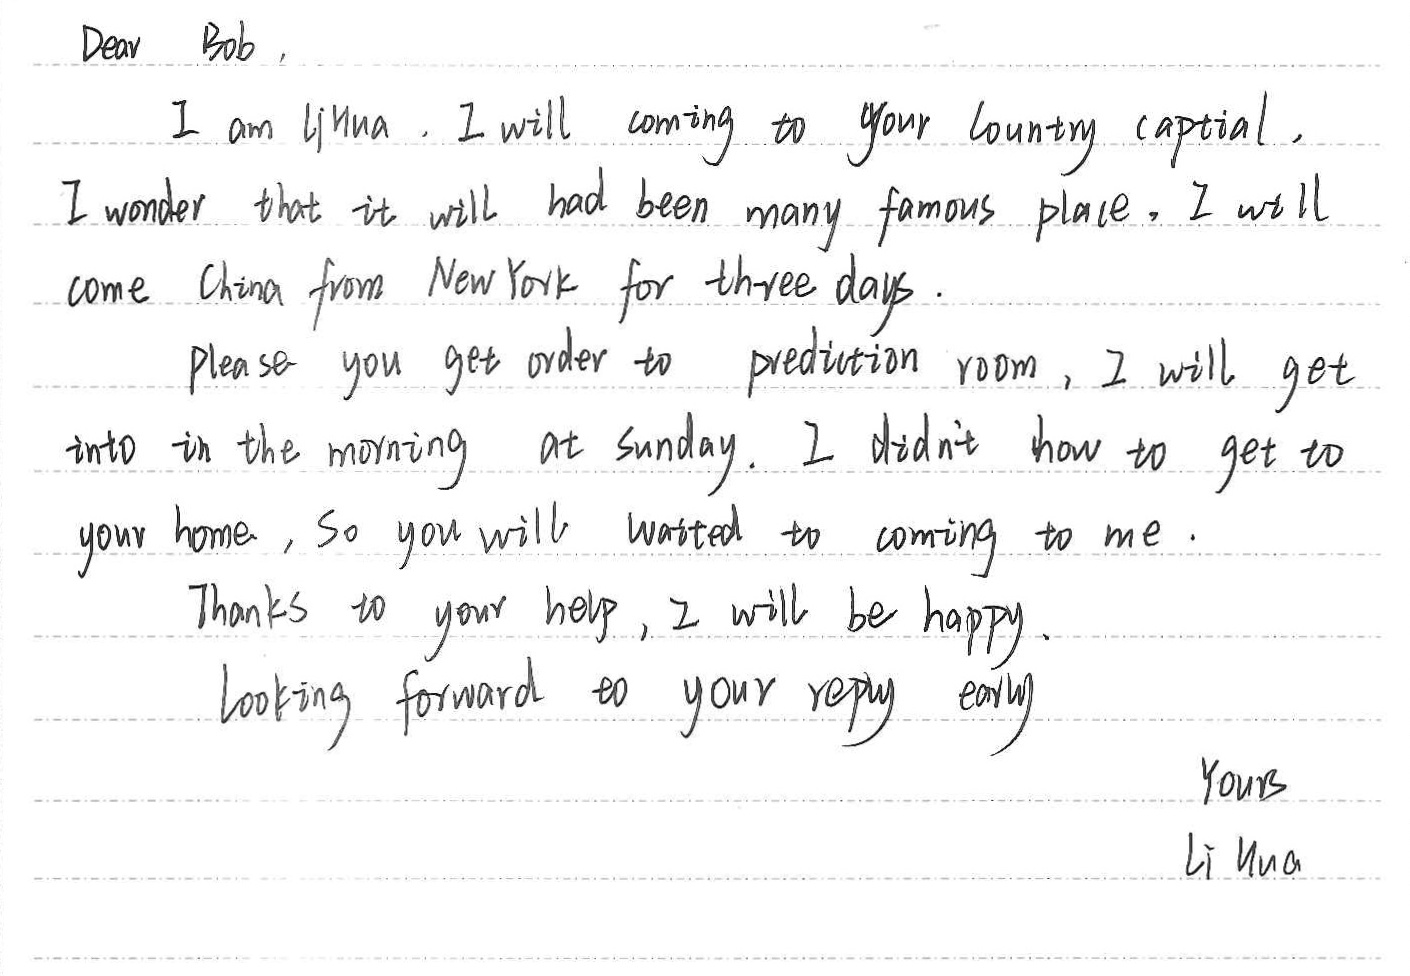 Dear Bob,
I am Li Hua. I will coming to your country captial.
I wonder that it will had been many famous place. I will
come China from New York for three days.
please you get order to prediction room, I will get
into in the morning at sunday. I didn't how to get to
your home, so you will waited to coming to me.
Thanks to your help, I will be happy.
Looking forward to your reply early
Yours
Li Hua